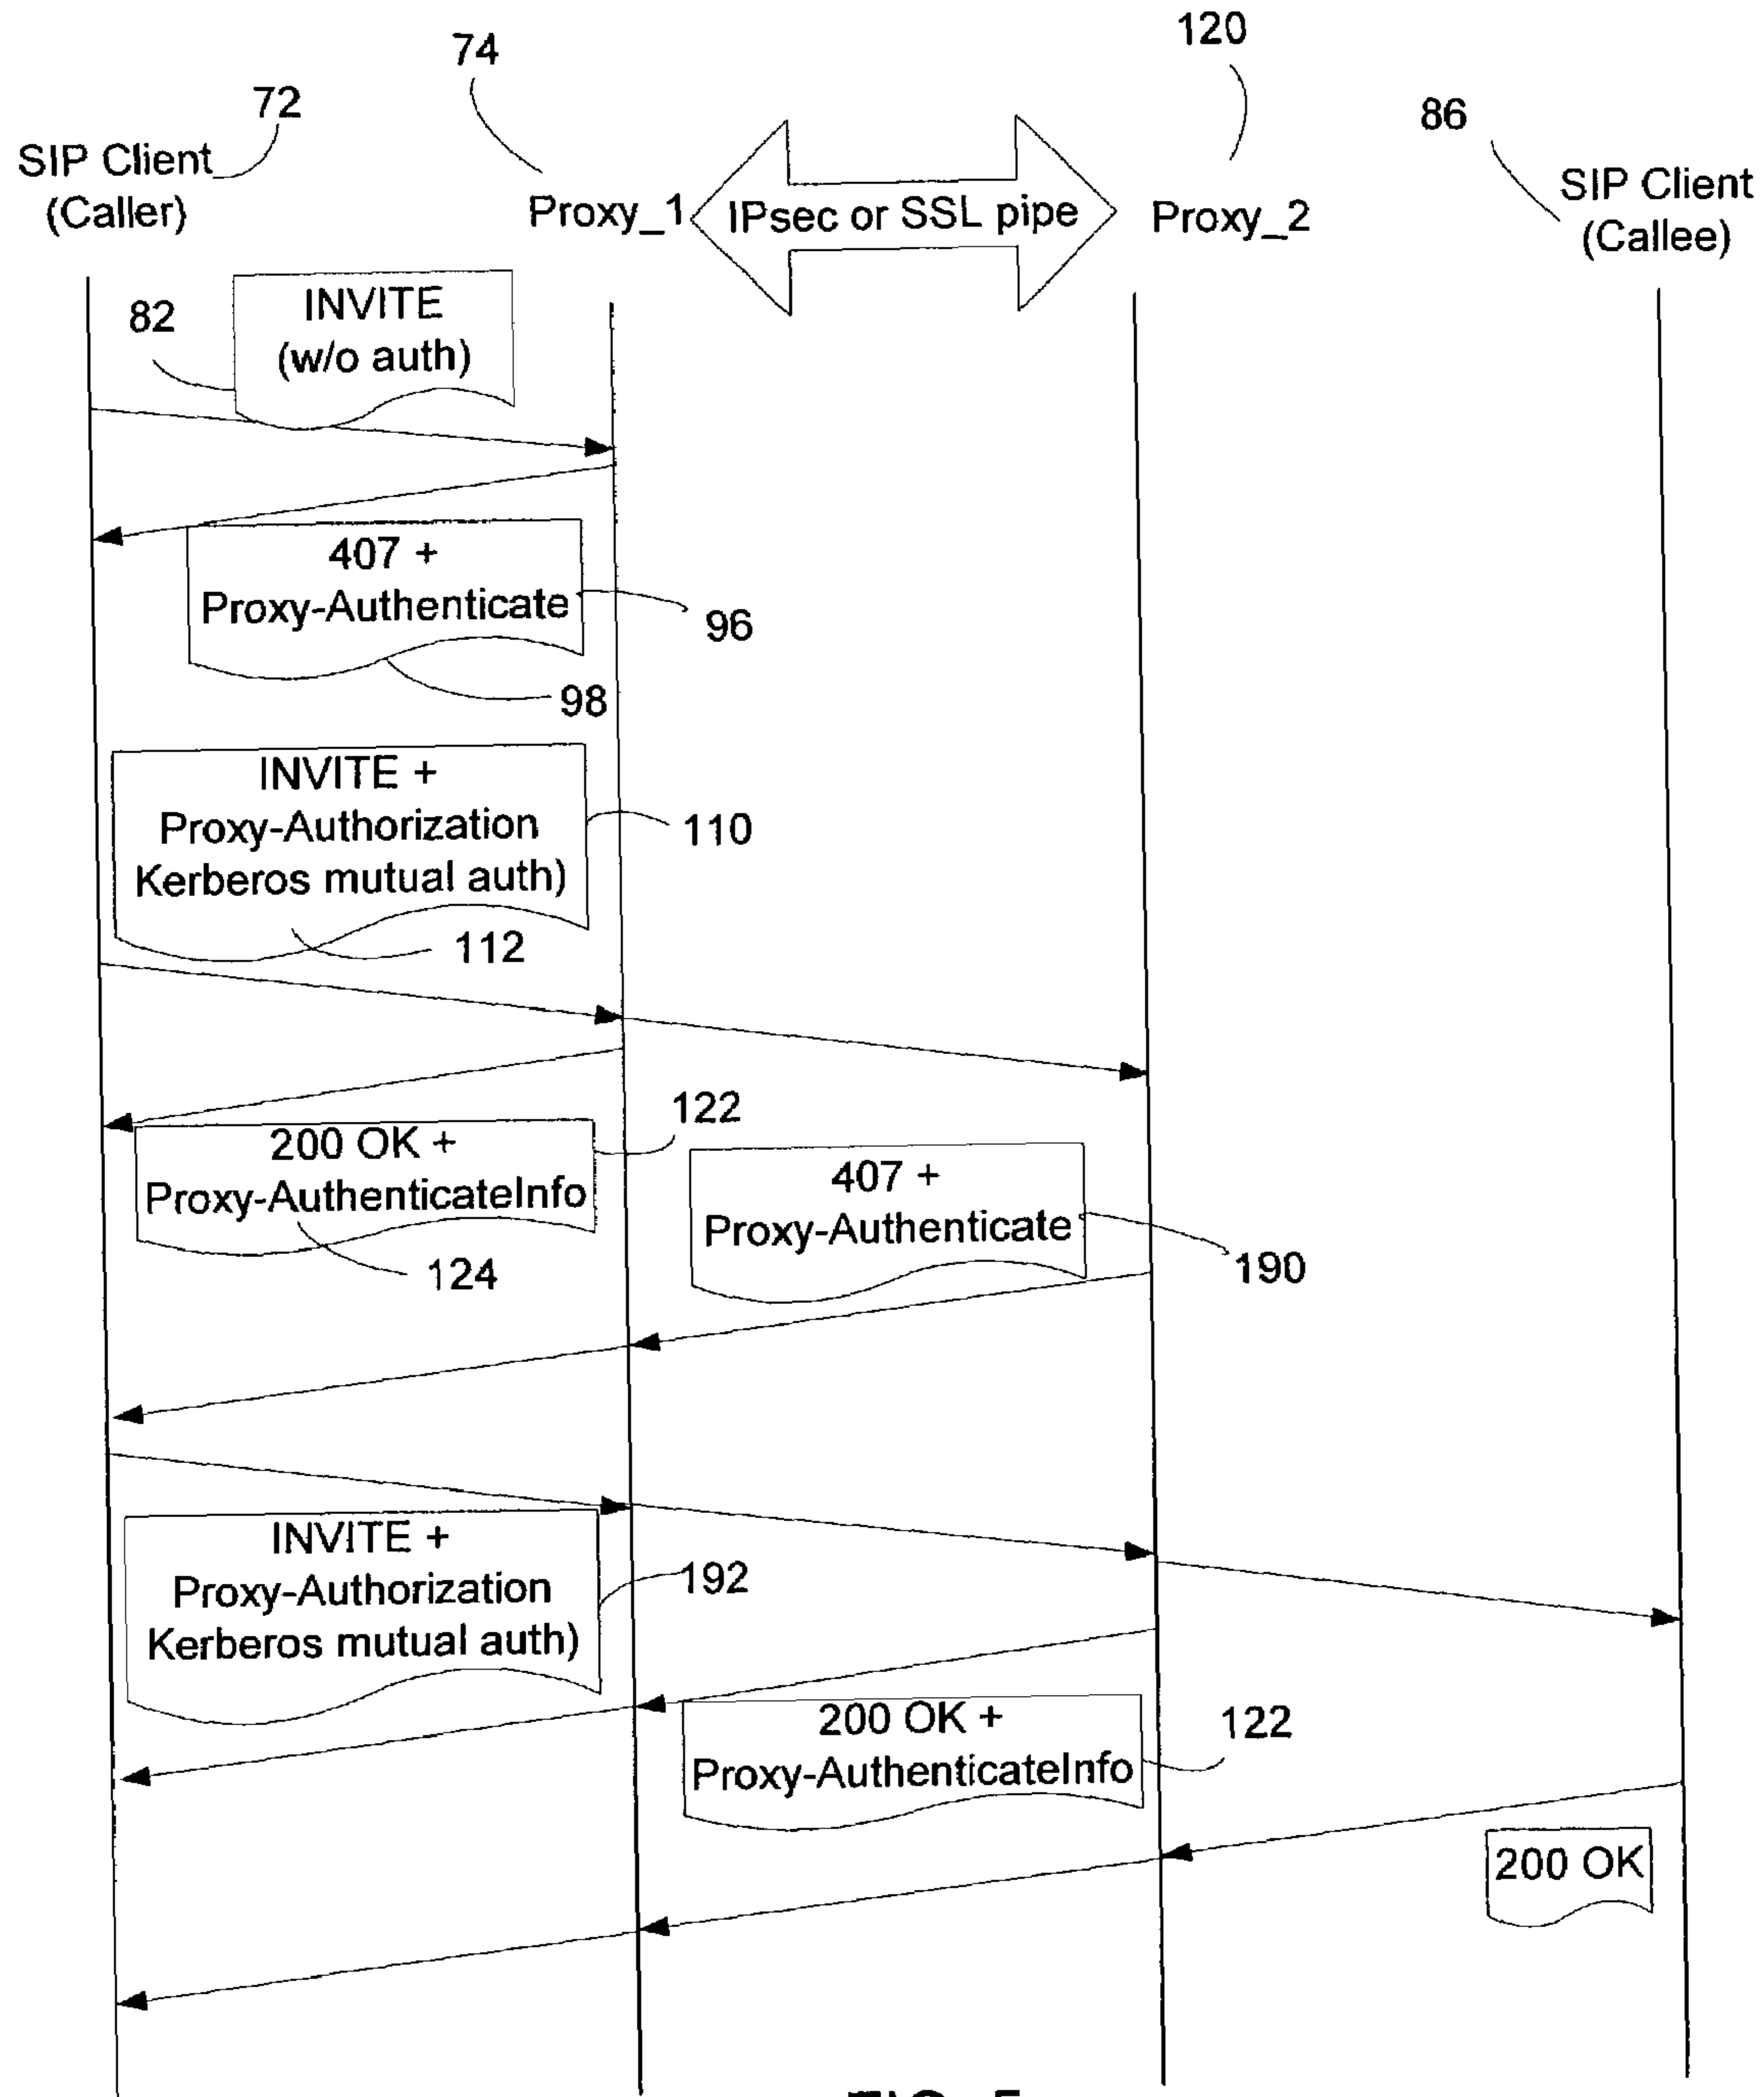 120
74
72
86
SIP Client
(Caller)
Proxy_1
IPsec or SSL pipe
Proxy_2
SIP Client
(Callee)
82
INVITE
(w/o auth)
407 +
Proxy-Authenticate
96
98
INVITE +
Proxy-Authorization
Kerberos mutual auth)
110
112
122
200 OK +
Proxy-AuthenticateInfo
124
407 +
Proxy-Authenticate
190
INVITE +
Proxy-Authorization
Kerberos mutual auth)
192
200 OK +
Proxy-AuthenticateInfo
122
200 OK